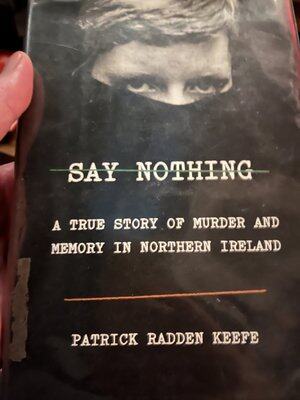 SAY NOTHING
A TRUE STORY OF MURDER AND
MEMORY IN NORTHERN IRELAND
PATRICK RADDEN KEEFE